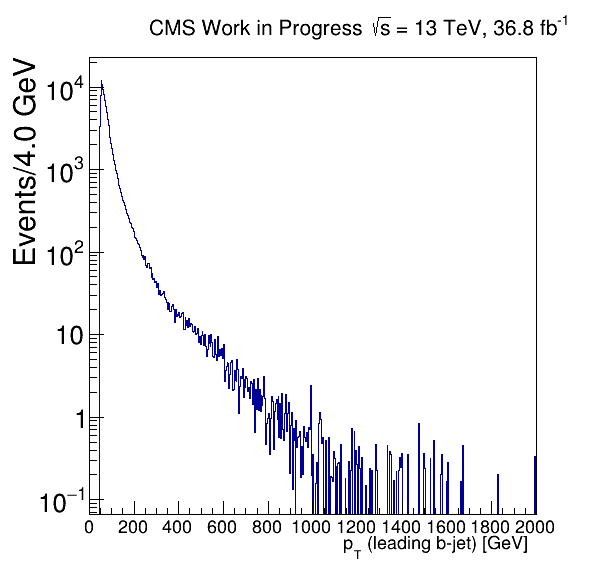 CMS Work in Progress √s = 13 TeV, 36.8 fb⁻¹
Events/4.0 GeV
10⁴
10³
10²
10
1
10⁻¹
0 200 400 600 800 1000 1200 1400 1600 1800 2000
p_T (leading b-jet) [GeV]